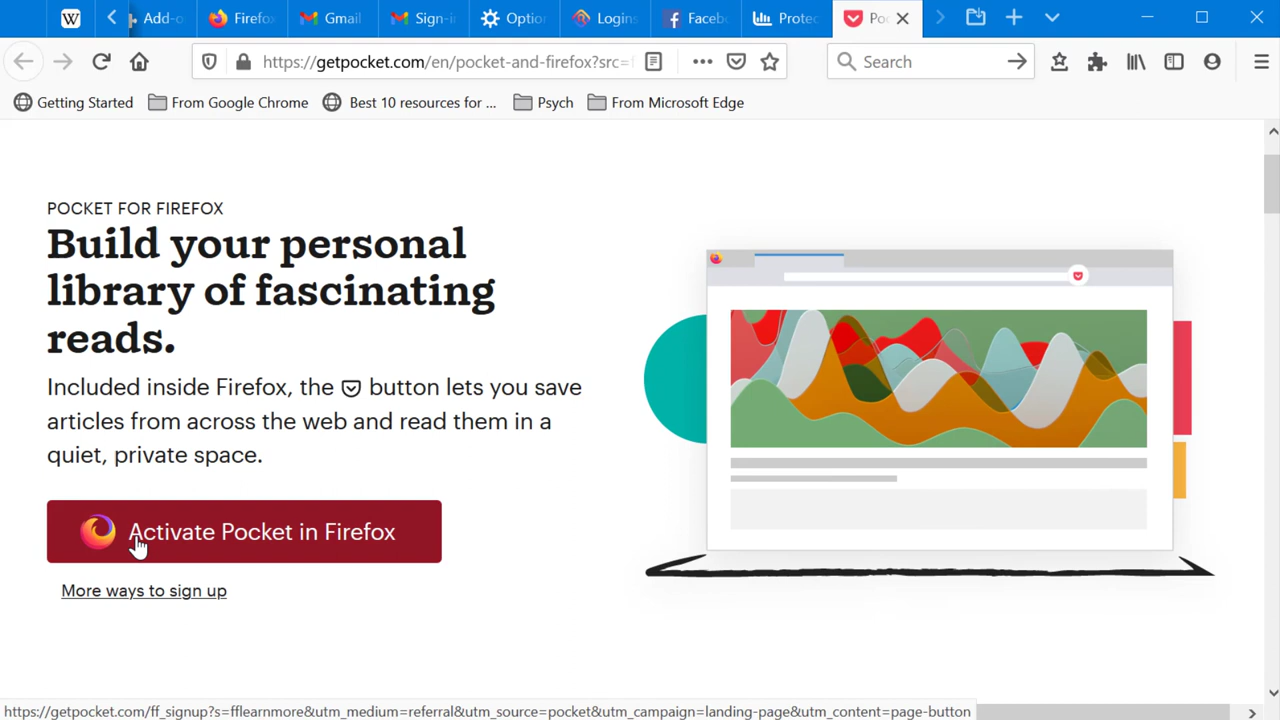 W
Add-o
Firefo
Gmail
Sign-i
Optio
Logins
Faceb
Protec
Po
https://getpocket.com/en/pocket-and-firefox?src=f
Search
Getting Started
From Google Chrome
Best 10 resources for ...
Psych
From Microsoft Edge
POCKET FOR FIREFOX
Build your personal
library of fascinating
reads.
Included inside Firefox, the button lets you save
articles from across the web and read them in a
quiet, private space.
Activate Pocket in Firefox
More ways to sign up
https://getpocket.com/ff_signup?s=fflearnmore&utm_medium=referral&utm_source=pocket&utm_campaign=landing-page&utm_content=page-button